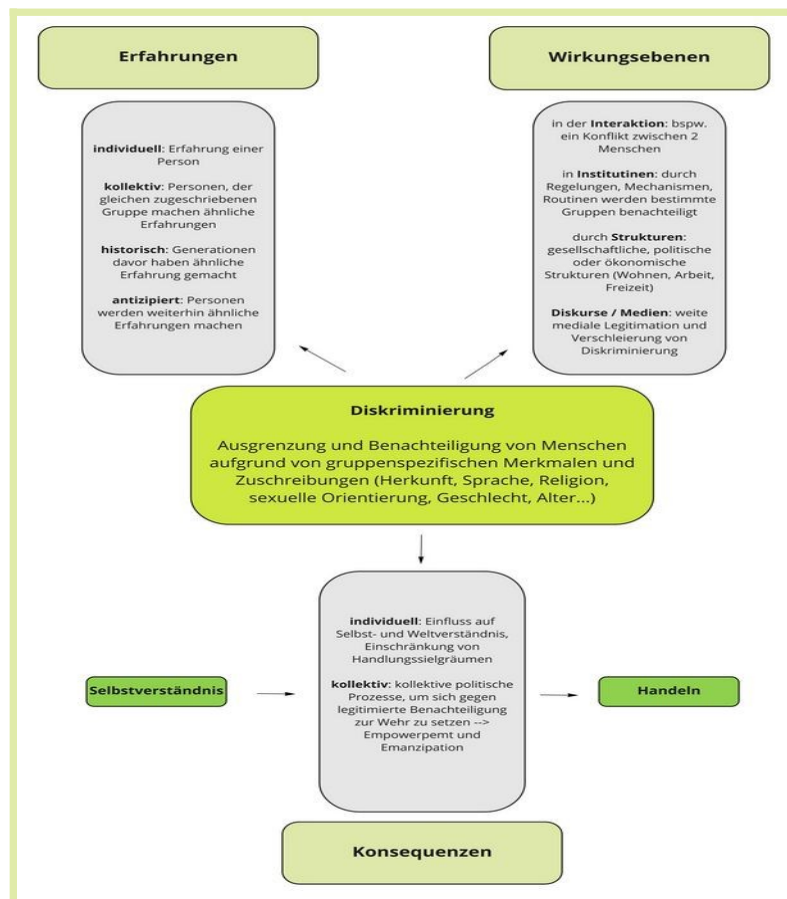 Erfahrungen
individuell: Erfahrung einer
Person
kollektiv: Personen, der
gleichen zugeschriebenen
Gruppe machen ähnliche
Erfahrungen
historisch: Generationen
davor haben ähnliche
Erfahrung gemacht
antizipiert: Personen
werden weiterhin ähnliche
Erfahrungen machen
Wirkungsebenen
in der Interaktion: bspw.
ein Konflikt zwischen 2
Menschen
in Institutinen: durch
Regelungen, Mechanismen,
Routinen werden bestimmte
Gruppen benachteiligt
durch Strukturen:
gesellschaftliche, politische
oder ökonomische
Strukturen (Wohnen, Arbeit,
Freizeit)
Diskurse / Medien: weite
mediale Legitimation und
Verschleierung von
Diskriminierung
Diskriminierung
Ausgrenzung und Benachteiligung von Menschen
aufgrund von gruppenspezifischen Merkmalen und
Zuschreibungen (Herkunft, Sprache, Religion,
sexuelle Orientierung, Geschlecht, Alter...)
Selbstverständnis
individuell: Einfluss auf
Selbst- und Weltverständnis,
Einschränkung von
Handlungssielgräumen
kollektiv: kollektive politische
Prozesse, um sich gegen
legitimierte Benachteiligung
zur Wehr zu setzen -->
Empowerpemt und
Emanzipation
Handeln
Konsequenzen